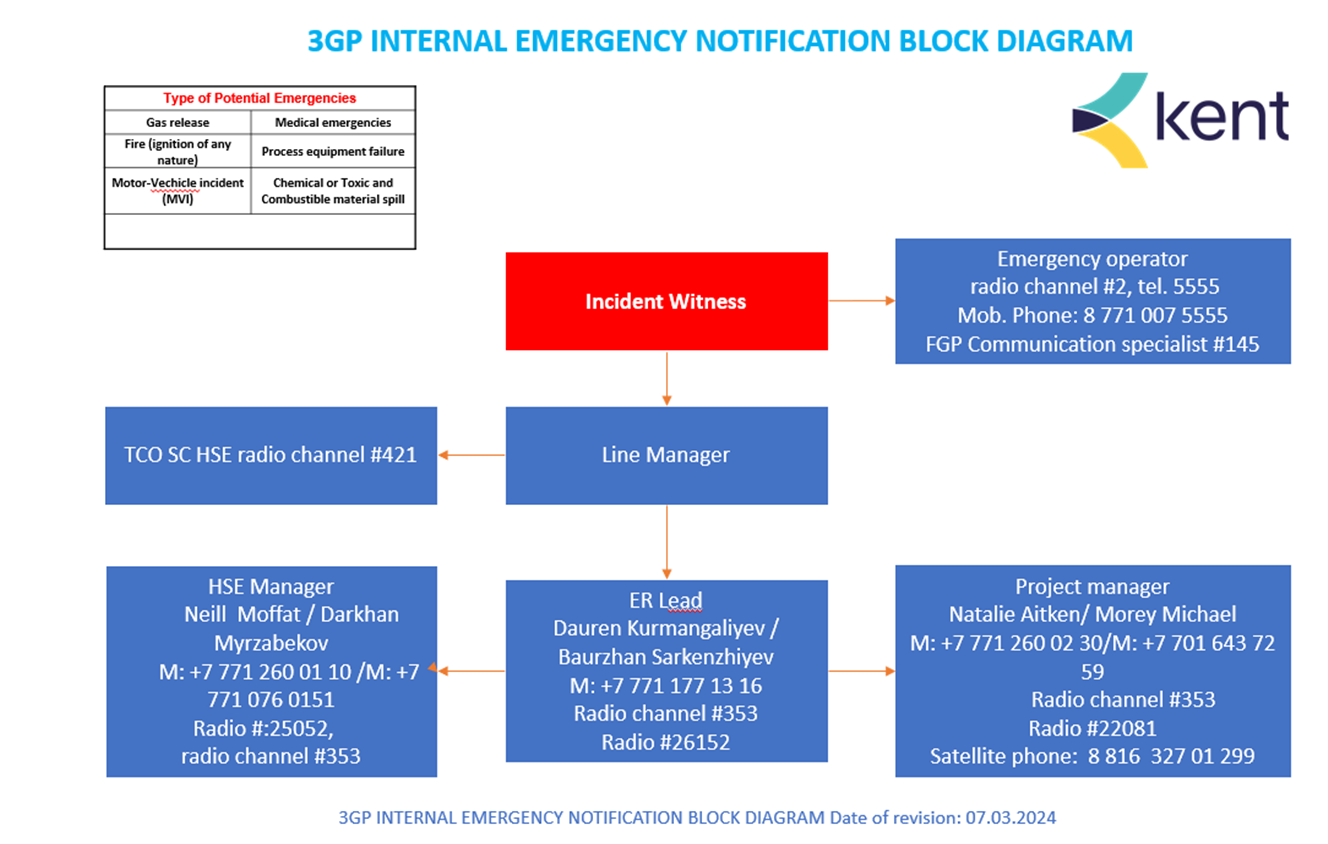 3GP INTERNAL EMERGENCY NOTIFICATION BLOCK DIAGRAM
kent
Type of Potential Emergencies
Gas release
Medical emergencies
Fire (ignition of any
nature)
Process equipment failure
Motor-Vechicle incident
(MVI)
Chemical or Toxic and
Combustible material spill
Incident Witness
Emergency operator
radio channel #2, tel. 5555
Mob. Phone: 8 771 007 5555
FGP Communication specialist #145
TCO SC HSE radio channel #421
Line Manager
HSE Manager
Neill Moffat / Darkhan
Myrzabekov
M: +7 771 260 01 10 /M: +7
771 076 0151
Radio #:25052,
radio channel #353
ER Lead
Dauren Kurmangaliyev /
Baurzhan Sarkenzhiyev
M: +7 771 177 13 16
Radio channel #353
Radio #26152
Project manager
Natalie Aitken/ Morey Michael
M: +7 771 260 02 30/M: +7 701 643 72
59
Radio channel #353
Radio #22081
Satellite phone: 8 816 327 01 299
3GP INTERNAL EMERGENCY NOTIFICATION BLOCK DIAGRAM Date of revision: 07.03.2024